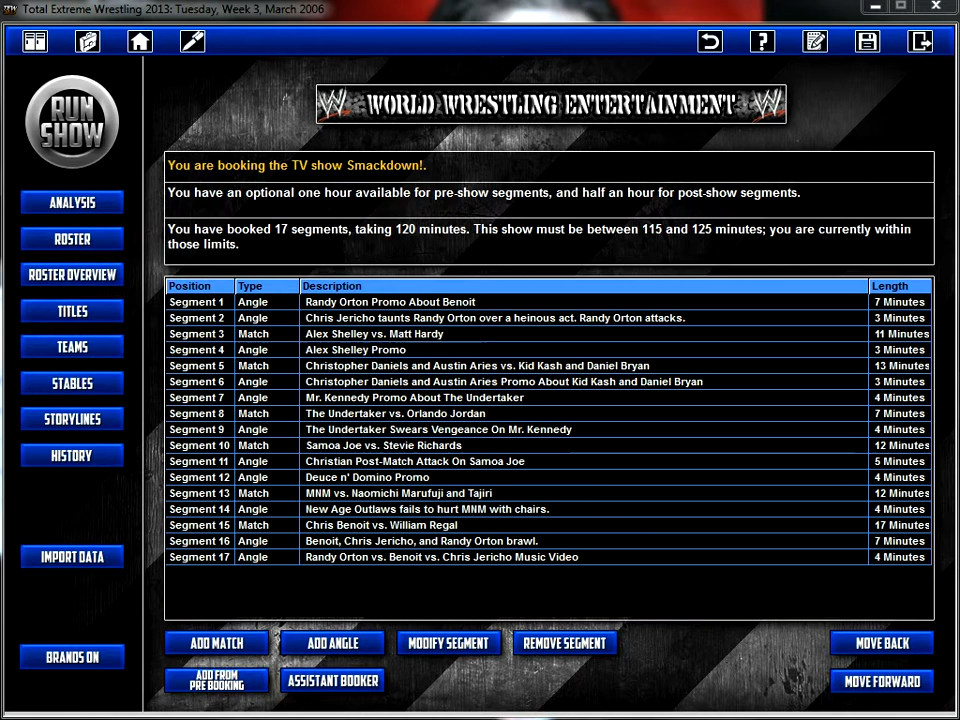 Total Extreme Wrestling 2013: Tuesday, Week 3, March 2006
RUN
SHOW
W WORLD WRESTLING ENTERTAINMENT W
You are booking the TV show Smackdown!.
You have an optional one hour available for pre-show segments, and half an hour for post-show segments.
You have booked 17 segments, taking 120 minutes. This show must be between 115 and 125 minutes; you are currently within
those limits.
ANALYSIS
ROSTER
ROSTER OVERVIEW
TITLES
TEAMS
STABLES
STORYLINES
HISTORY
IMPORT DATA
BRANDS ON
Position Type Description Length
Segment 1 Angle Randy Orton Promo About Benoit 7 Minutes
Segment 2 Angle Chris Jericho taunts Randy Orton over a heinous act. Randy Orton attacks. 3 Minutes
Segment 3 Match Alex Shelley vs. Matt Hardy 11 Minutes
Segment 4 Angle Alex Shelley Promo 3 Minutes
Segment 5 Match Christopher Daniels and Austin Aries vs. Kid Kash and Daniel Bryan 13 Minutes
Segment 6 Angle Christopher Daniels and Austin Aries Promo About Kid Kash and Daniel Bryan 3 Minutes
Segment 7 Angle Mr. Kennedy Promo About The Undertaker 4 Minutes
Segment 8 Match The Undertaker vs. Orlando Jordan 7 Minutes
Segment 9 Angle The Undertaker Swears Vengeance On Mr. Kennedy 4 Minutes
Segment 10 Match Samoa Joe vs. Stevie Richards 12 Minutes
Segment 11 Angle Christian Post-Match Attack On Samoa Joe 5 Minutes
Segment 12 Angle Deuce n' Domino Promo 4 Minutes
Segment 13 Match MNM vs. Naomichi Marufuji and Tajiri 12 Minutes
Segment 14 Angle New Age Outlaws fails to hurt MNM with chairs. 4 Minutes
Segment 15 Match Chris Benoit vs. William Regal 17 Minutes
Segment 16 Angle Benoit, Chris Jericho, and Randy Orton brawl. 7 Minutes
Segment 17 Angle Randy Orton vs. Benoit vs. Chris Jericho Music Video 4 Minutes
ADD MATCH ADD ANGLE MODIFY SEGMENT REMOVE SEGMENT MOVE BACK
ADD FROM
PRE BOOKING ASSISTANT BOOKER MOVE FORWARD